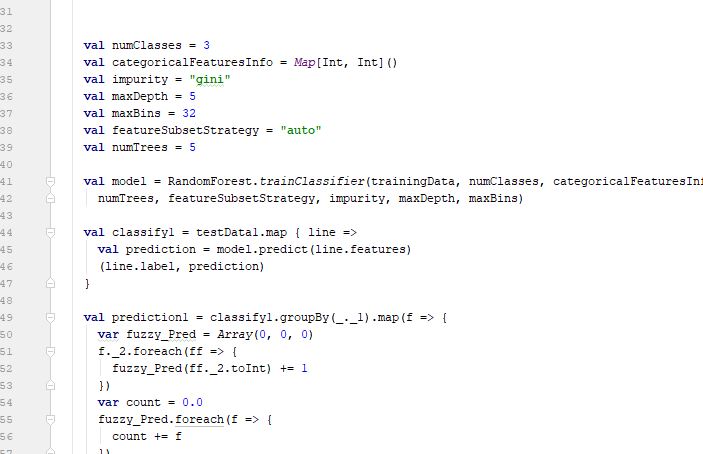 31
32
33 val numClasses = 3
34 val categoricalFeaturesInfo = Map[Int, Int]()
35 val impurity = "gini"
36 val maxDepth = 5
37 val maxBins = 32
38 val featureSubsetStrategy = "auto"
39 val numTrees = 5
40
41 val model = RandomForest.trainClassifier(trainingData, numClasses, categoricalFeaturesInf
42 numTrees, featureSubsetStrategy, impurity, maxDepth, maxBins)
43
44 val classify1 = testData1.map { line =>
45 val prediction = model.predict(line.features)
46 (line.label, prediction)
47 }
48
49 val prediction1 = classify1.groupBy(_._1).map(f => {
50 var fuzzy_Pred = Array(0, 0, 0)
51 f._2.foreach(ff => {
52 fuzzy_Pred(ff._2.toInt) += 1
53 })
54 var count = 0.0
55 fuzzy_Pred.foreach(f => {
56 count += f
57 })